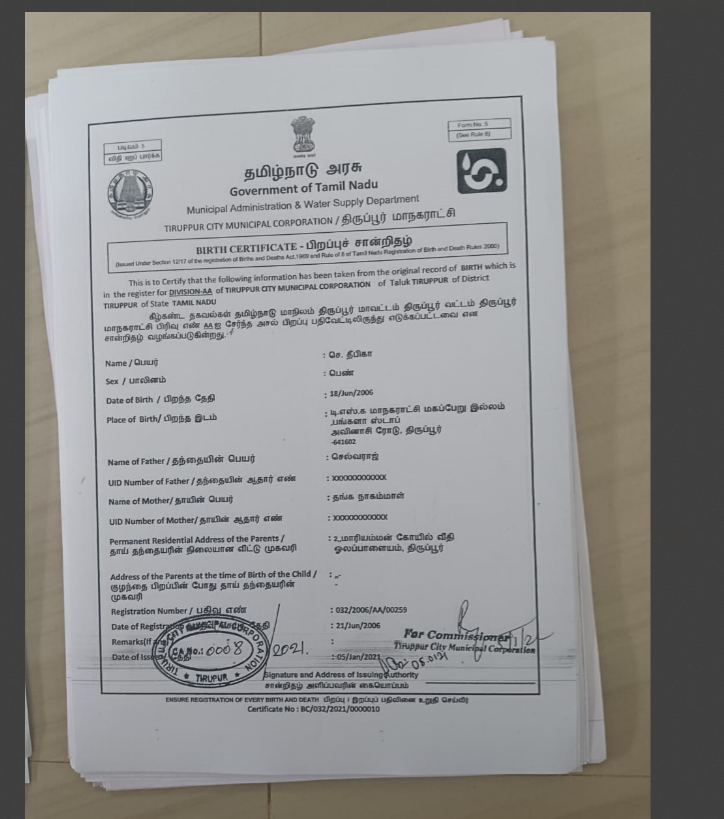 படிவம் 5
விதி 8ஐப் பார்க்க
Form No. 5
(See Rule 8)
தமிழ்நாடு அரசு
Government of Tamil Nadu
Municipal Administration & Water Supply Department
TIRUPPUR CITY MUNICIPAL CORPORATION / திருப்பூர் மாநகராட்சி
BIRTH CERTIFICATE - பிறப்புச் சான்றிதழ்
(Issued Under Section 12/17 of the registration of Births and Deaths Act,1969 and Rule of 8 of Tamil Nadu Registration of Birth and Death Rules 2000)
This is to Certify that the following information has been taken from the original record of BIRTH which is
in the register for DIVISION-AA of TIRUPPUR CITY MUNICIPAL CORPORATION of Taluk TIRUPPUR of District
TIRUPPUR of State TAMIL NADU
கீழ்கண்ட தகவல்கள் தமிழ்நாடு மாநிலம் திருப்பூர் மாவட்டம் திருப்பூர் வட்டம் திருப்பூர்
மாநகராட்சி பிரிவு எண் AA ஐ சேர்ந்த அசல் பிறப்பு பதிவேட்டிலிருந்து எடுக்கப்பட்டவை என
சான்றிதழ் வழங்கப்படுகின்றது.
Name / பெயர் : செ. தீபிகா
Sex / பாலினம் : பெண்
Date of Birth / பிறந்த தேதி : 18/Jun/2006
Place of Birth/ பிறந்த இடம் : டி.எஸ்.க மாநகராட்சி மகப்பேறு இல்லம்
,பங்களா ஸ்டாப்
அவினாசி ரோடு, திருப்பூர்
-641602
Name of Father / தந்தையின் பெயர் : செல்வராஜ்
UID Number of Father / தந்தையின் ஆதார் எண் : XXXXXXXXXXXX
Name of Mother/ தாயின் பெயர் : தங்க நாகம்மாள்
UID Number of Mother/ தாயின் ஆதார் எண் : XXXXXXXXXXXX
Permanent Residential Address of the Parents / : 2,மாரியம்மன் கோயில் வீதி
தாய் தந்தையரின் நிலையான வீட்டு முகவரி ஓலப்பாளையம், திருப்பூர்
Address of the Parents at the time of Birth of the Child / : ,-
குழந்தை பிறப்பின் போது தாய் தந்தையரின் -
முகவரி
Registration Number / பதிவு எண் : 032/2006/AA/00259
Date of Registration தேதி : 21/Jun/2006
Remarks(If any) :
Date of Issue தேதி : 05/Jan/2021
TIRUPUR CITY MUNICIPAL CORPORATION
CA No.: 0008 /2021.
TIRUPUR
For Commissioner
Tiruppur City Municipal Corporation
Signature and Address of Issuing Authority
சான்றிதழ் அளிப்பவரின் கையொப்பம்
ENSURE REGISTRATION OF EVERY BIRTH AND DEATH பிறப்பு / இறப்புப் பதிவினை உறுதி செய்வீர்
Certificate No : BC/032/2021/0000010